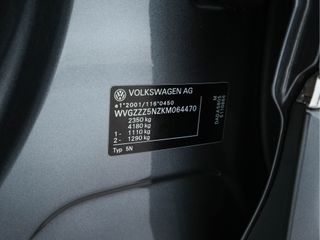 VOLKSWAGEN AG
e1*2001/116*0450
WVGZZZ5NZKM064470
2350 kg
4180 kg
1- 1110 kg
2- 1290 kg
Typ 5N